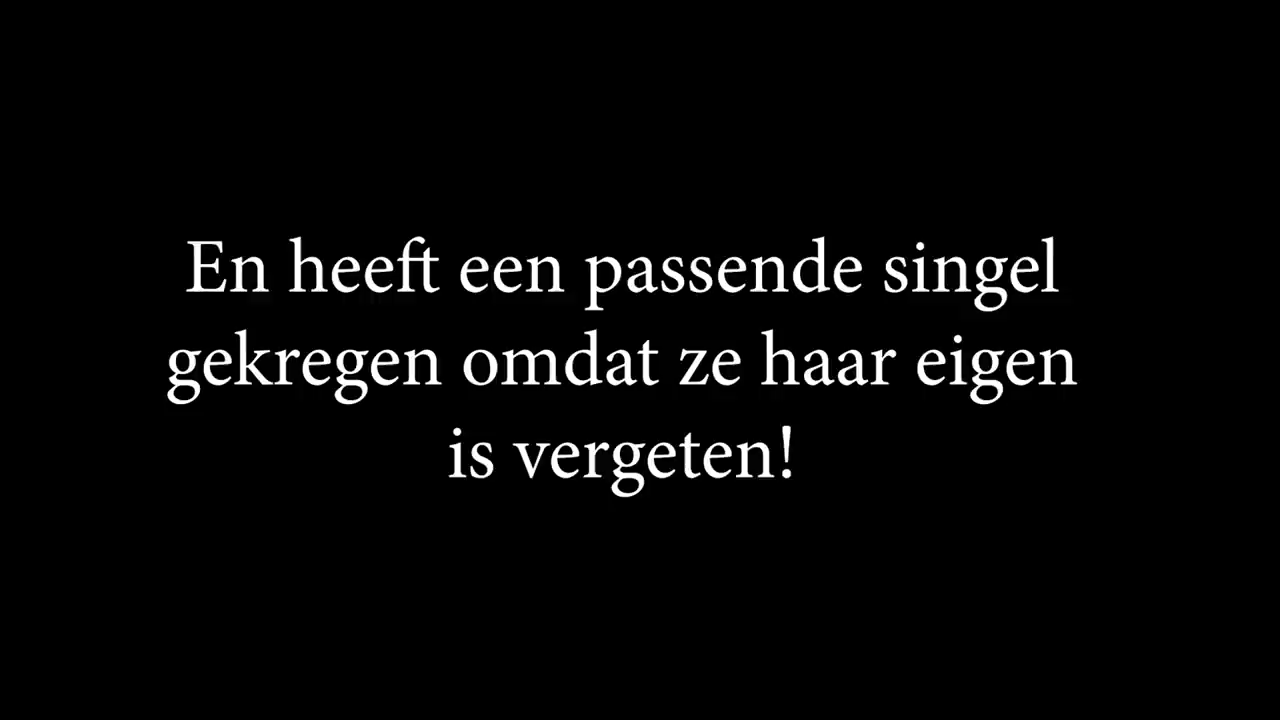 En heeft een passende singel
gekregen omdat ze haar eigen
is vergeten!